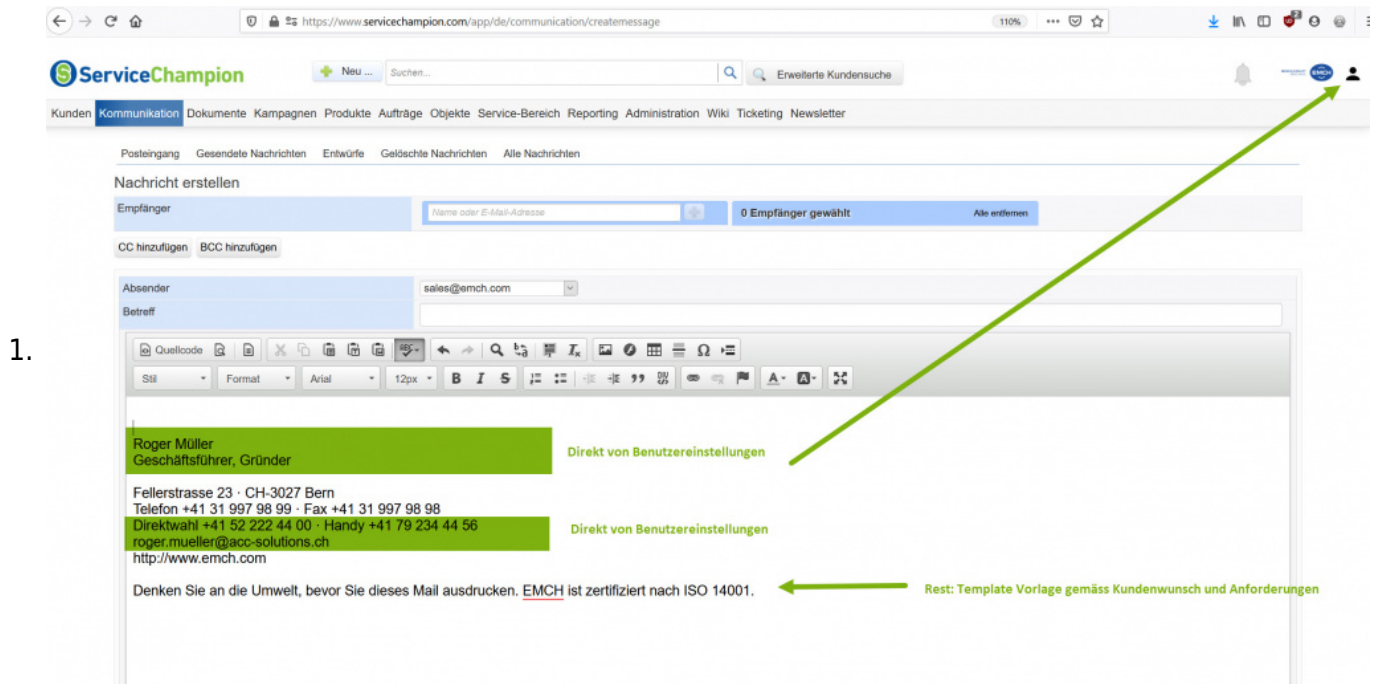 https://www.servicechampion.com/app/de/communication/createmessage 110%
ServiceChampion Neu ... Suchen... Erweiterte Kundensuche EMCH
Kunden Kommunikation Dokumente Kampagnen Produkte Aufträge Objekte Service-Bereich Reporting Administration Wiki Ticketing Newsletter
Posteingang Gesendete Nachrichten Entwürfe Gelöschte Nachrichten Alle Nachrichten
Nachricht erstellen
Empfänger Name oder E-Mail-Adresse 0 Empfänger gewählt Alle entfernen
CC hinzufügen BCC hinzufügen
Absender sales@emch.com
Betreff
1.
Quellcode
Stil Format Arial 12px B I S
Roger Müller
Geschäftsführer, Gründer
Direkt von Benutzereinstellungen
Fellerstrasse 23 · CH-3027 Bern
Telefon +41 31 997 98 99 · Fax +41 31 997 98 98
Direktwahl +41 52 222 44 00 · Handy +41 79 234 44 56
Direkt von Benutzereinstellungen
roger.mueller@acc-solutions.ch
http://www.emch.com
Denken Sie an die Umwelt, bevor Sie dieses Mail ausdrucken. EMCH ist zertifiziert nach ISO 14001.
Rest: Template Vorlage gemäss Kundenwunsch und Anforderungen